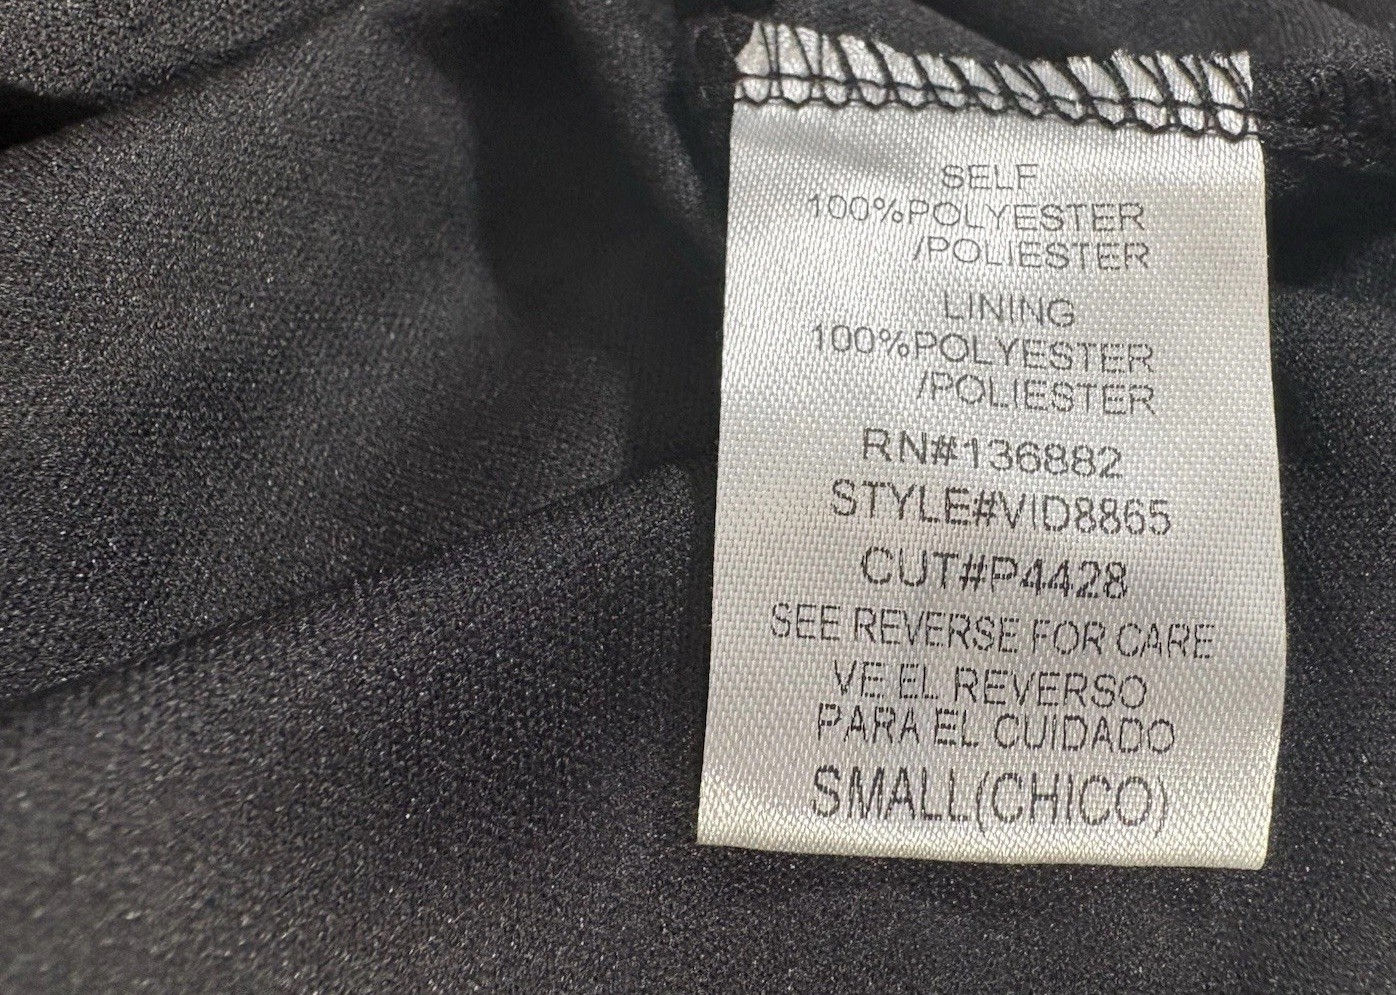 SELF
100%POLYESTER
/POLIESTER
LINING
100%POLYESTER
/POLIESTER
RN#136882
STYLE#VID8865
CUT#P4428
SEE REVERSE FOR CARE
VE EL REVERSO
PARA EL CUIDADO
SMALL(CHICO)